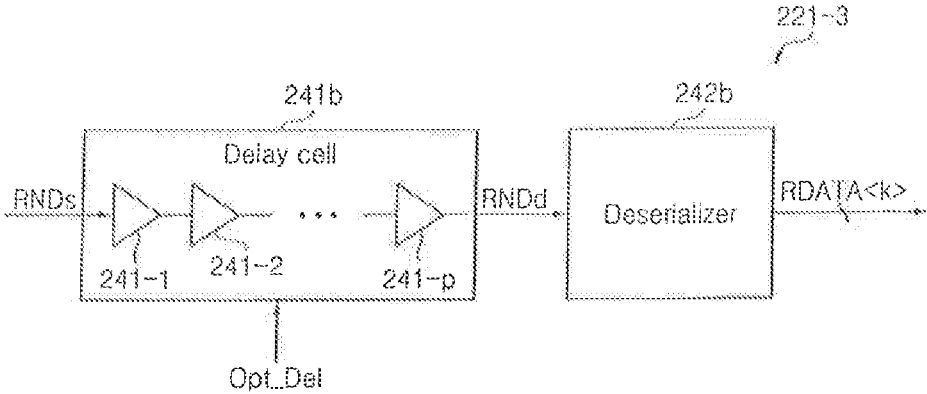 221-3
241b
242b
Delay cell
RNDs
241-1
241-2
241-p
RNDd
Deserializer
RDATA<k>
Opt_Del